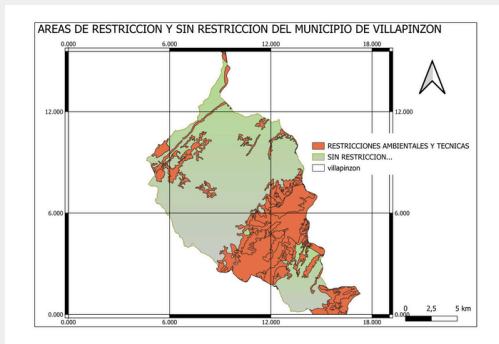 AREAS DE RESTRICCION Y SIN RESTRICCION DEL MUNICIPIO DE VILLAPINZON
0.000 6.000 12.000 18.000
12.000 12.000
RESTRICCIONES AMBIENTALES Y TECNICAS
SIN RESTRICCION...
villapinzon
6.000 6.000
0 2,5 5 km
0.000 0.000
0.000 6.000 12.000 18.000